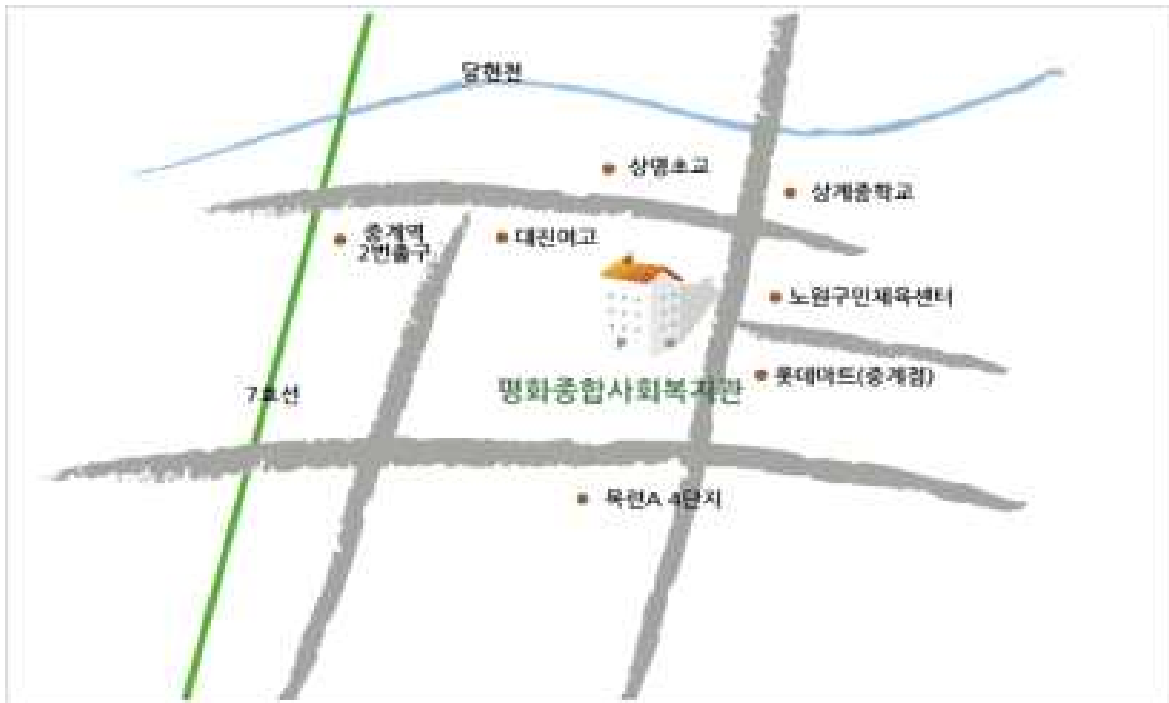 당현천
상명초교
상계중학교
중계역
2번출구
대진여고
노원구민체육센터
롯데마트(중계점)
7호선
평화종합사회복지관
목련A 4단지